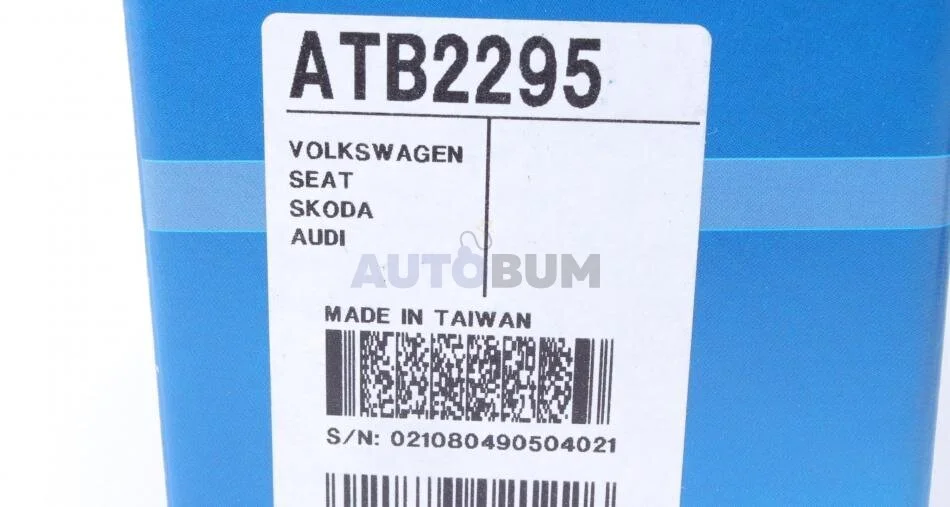 ATB2295
VOLKSWAGEN
SEAT
SKODA
AUDI
AUTOBUM
MADE IN TAIWAN
S/N: 021080490504021